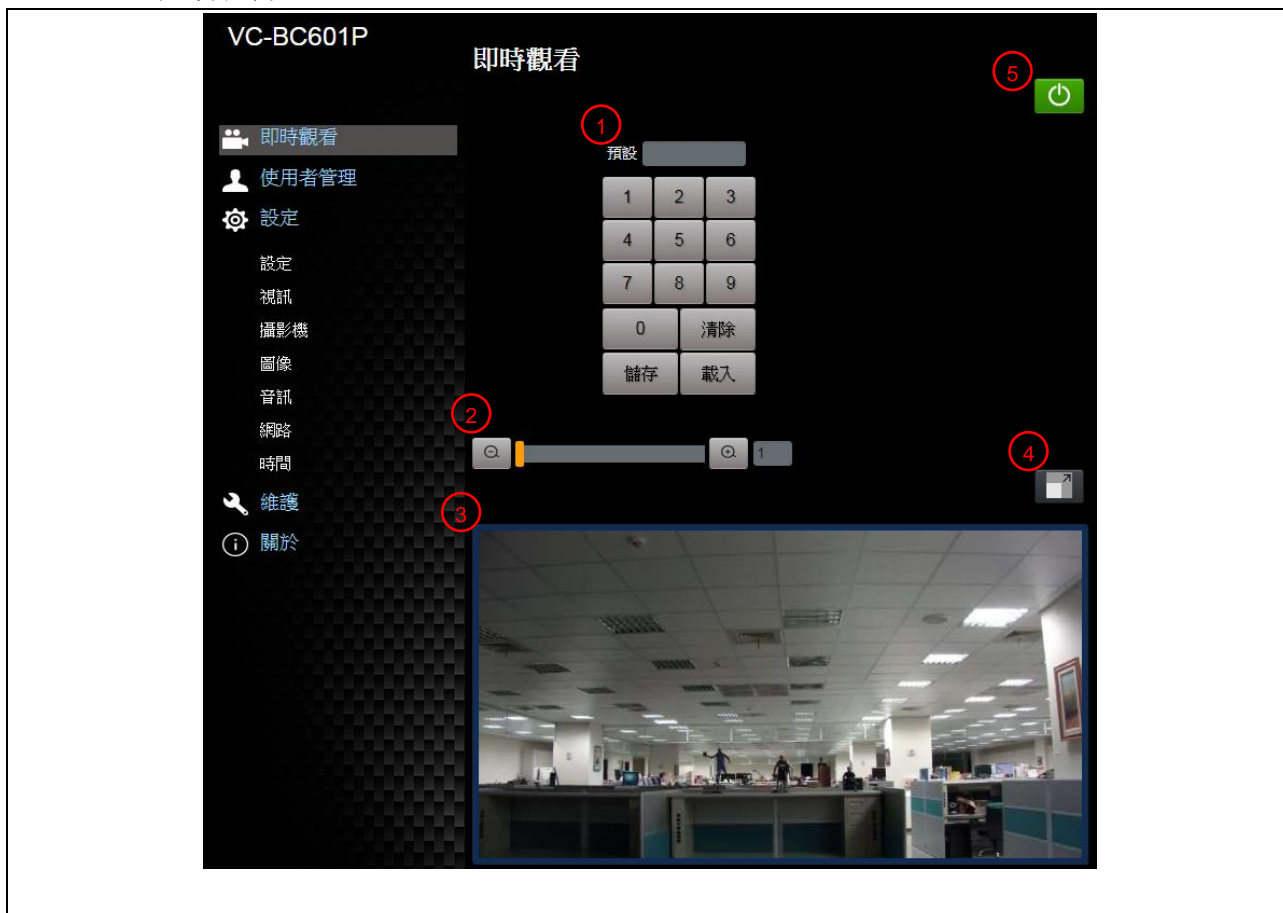 VC-BC601P
即時觀看
5
即時觀看
使用者管理
設定
設定
視訊
攝影機
圖像
音訊
網路
時間
維護
關於
1
預設
1 2 3
4 5 6
7 8 9
0 清除
儲存 載入
2
1
4
3